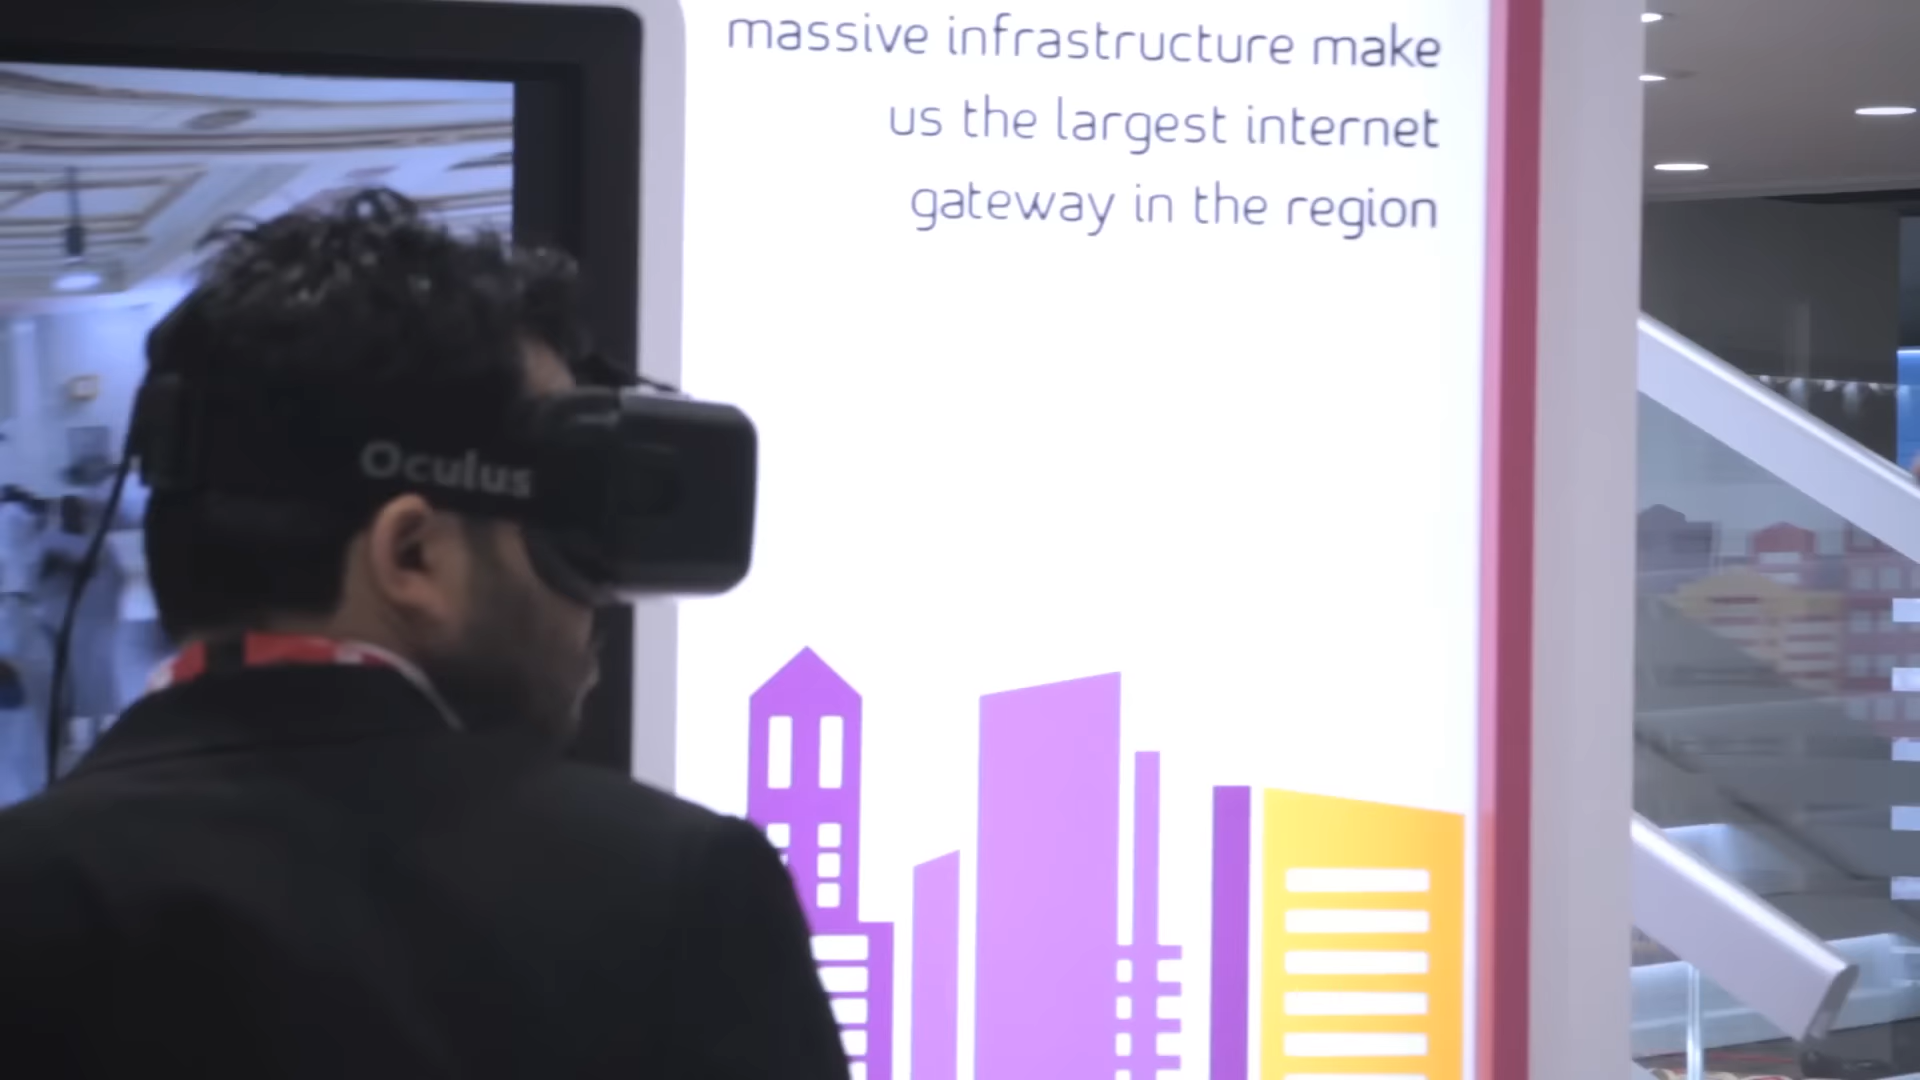 massive infrastructure make
us the largest internet
gateway in the region
Oculus